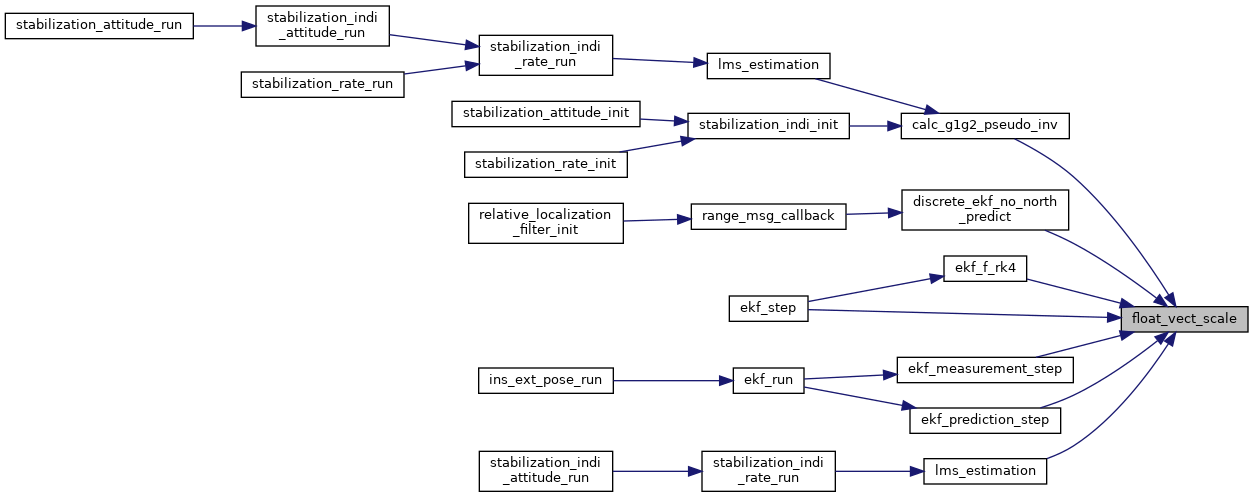 stabilization_attitude_run
stabilization_indi
_attitude_run
stabilization_rate_run
stabilization_indi
_rate_run
lms_estimation
stabilization_attitude_init
stabilization_rate_init
stabilization_indi_init
calc_g1g2_pseudo_inv
relative_localization
_filter_init
range_msg_callback
discrete_ekf_no_north
_predict
ekf_f_rk4
ekf_step
float_vect_scale
ins_ext_pose_run
ekf_run
ekf_measurement_step
ekf_prediction_step
stabilization_indi
_attitude_run
stabilization_indi
_rate_run
lms_estimation